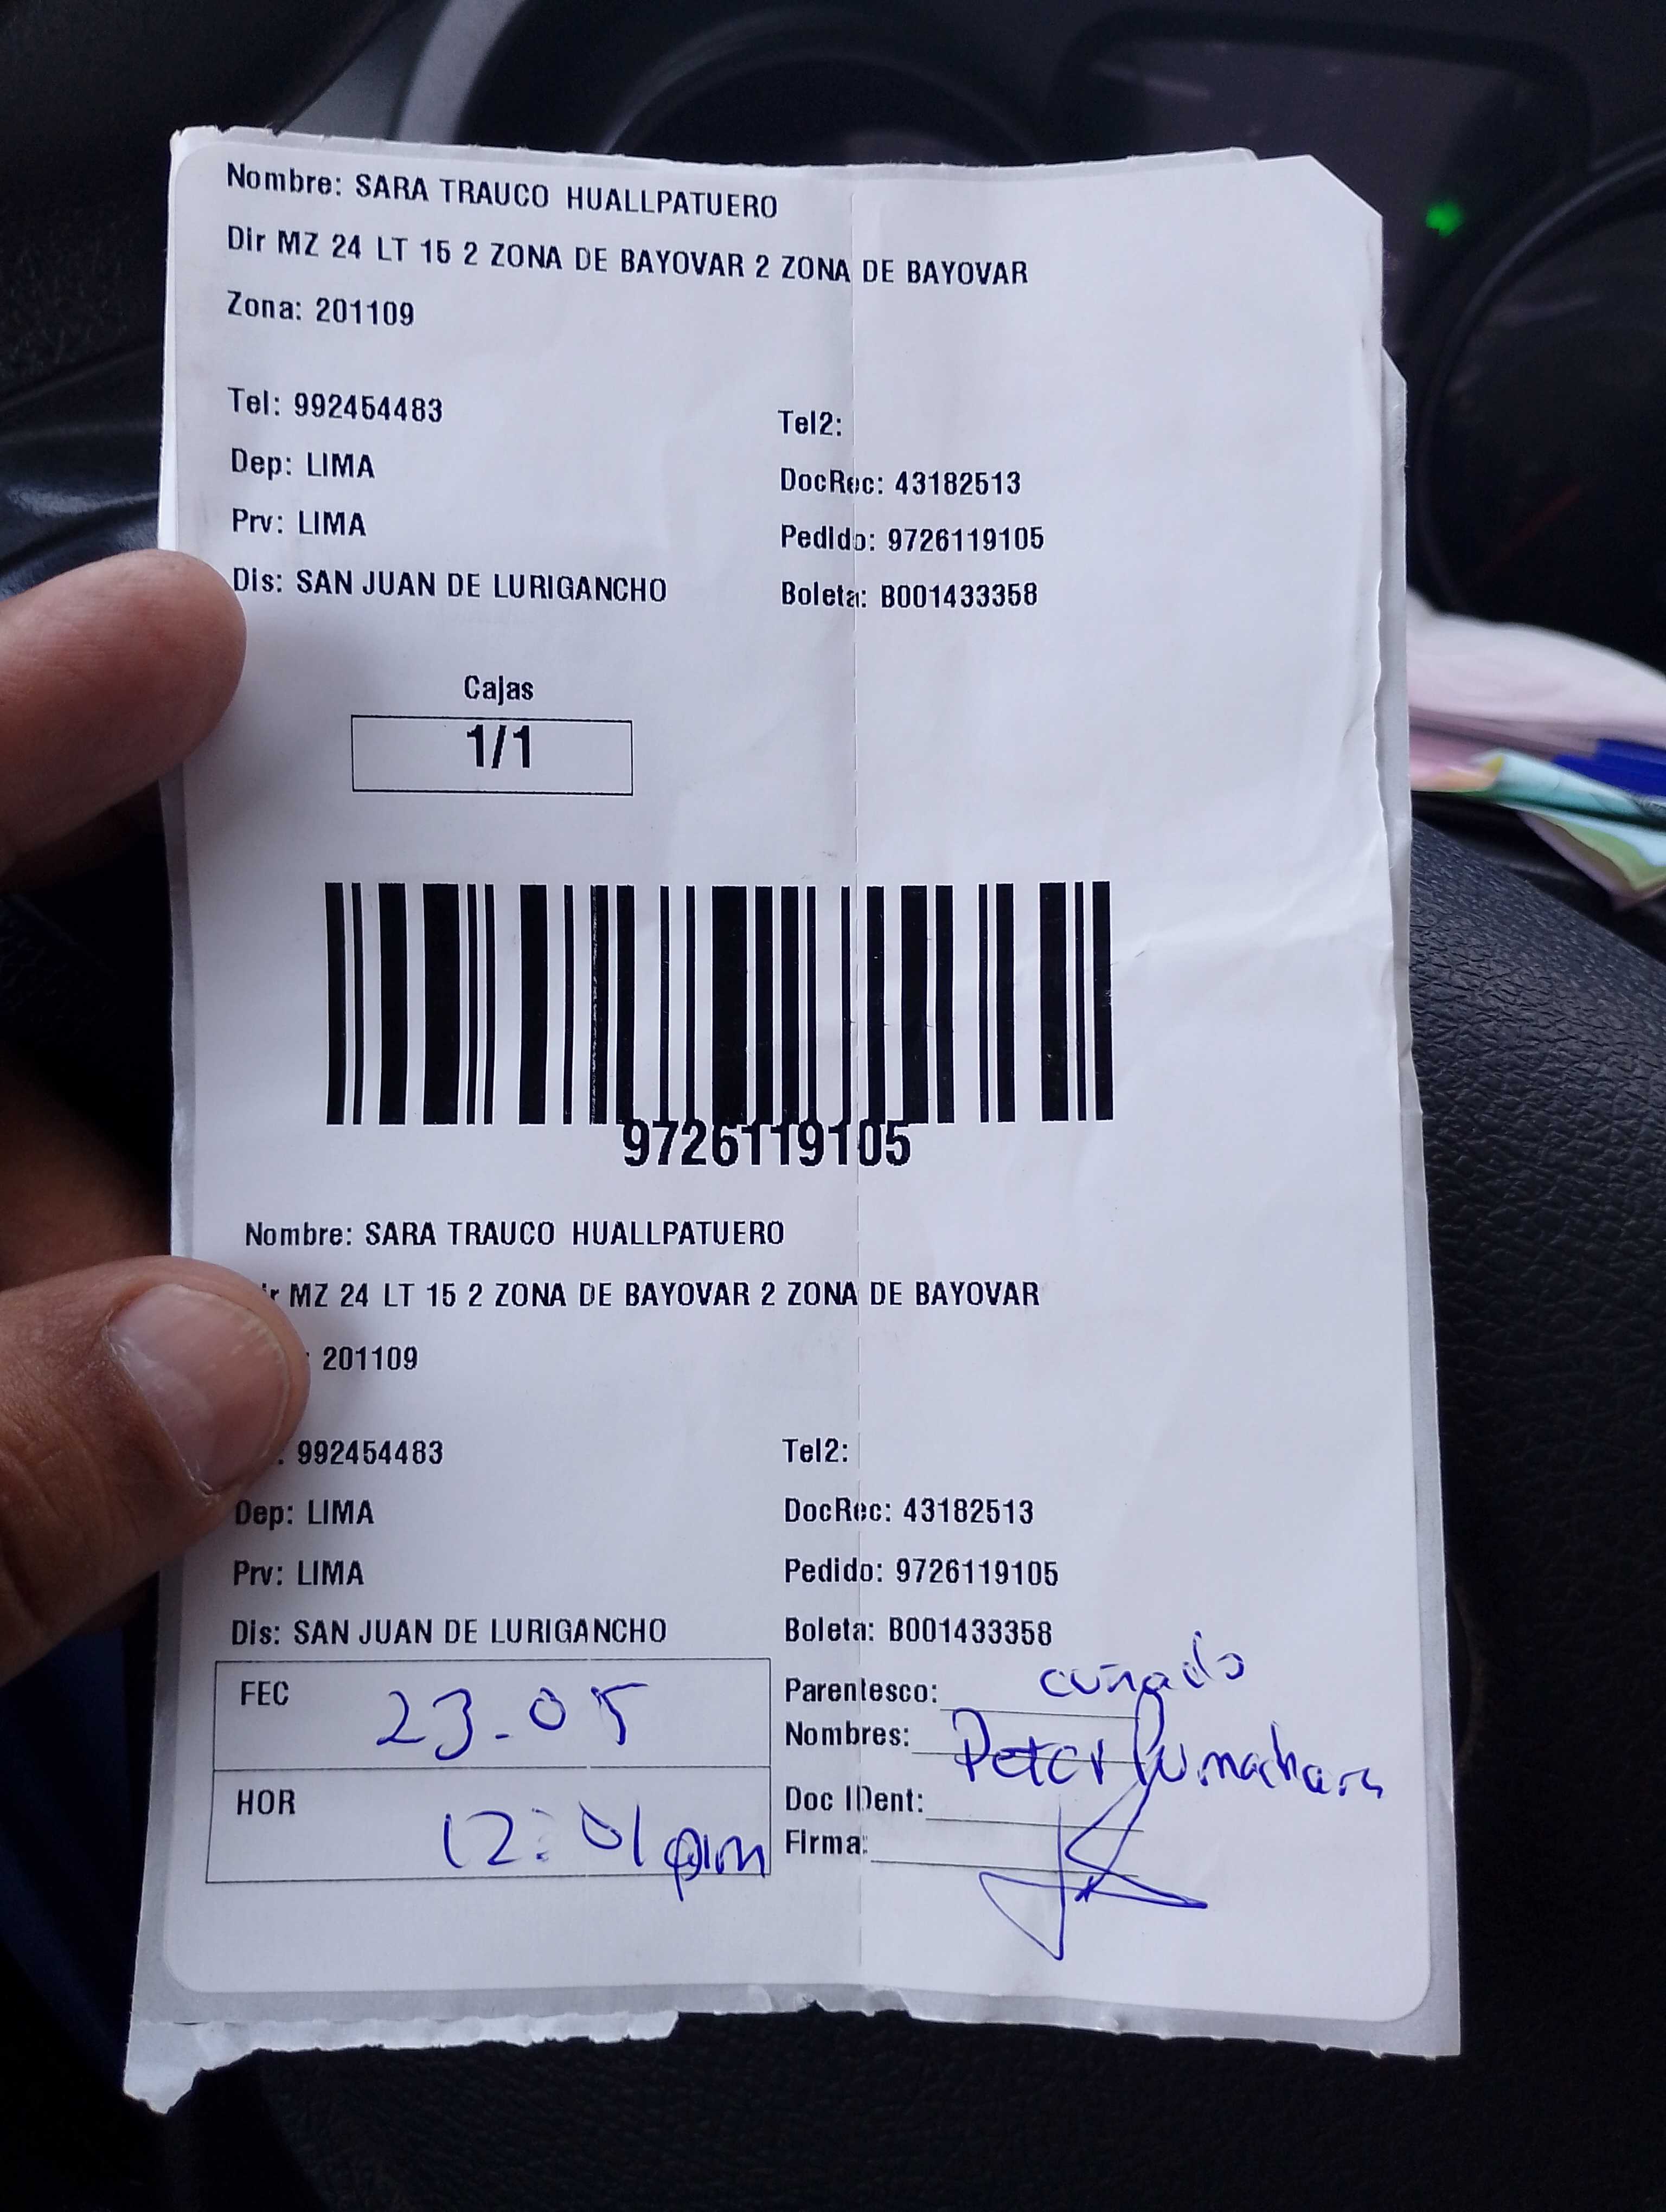 Nombre: SARA TRAUCO HUALLPATUERO
Dir MZ 24 LT 15 2 ZONA DE BAYOVAR 2 ZONA DE BAYOVAR
Zona: 201109
Tel: 992454483 Tel2:
Dep: LIMA DocRec: 43182513
Prv: LIMA Pedido: 9726119105
Dis: SAN JUAN DE LURIGANCHO Boleta: B001433358
Cajas
1/1
9726119105
Nombre: SARA TRAUCO HUALLPATUERO
MZ 24 LT 15 2 ZONA DE BAYOVAR 2 ZONA DE BAYOVAR
: 201109
992454483 Tel2:
Dep: LIMA DocRec: 43182513
Prv: LIMA Pedido: 9726119105
Dis: SAN JUAN DE LURIGANCHO Boleta: B001433358
FEC 23-05 Parentesco: cuñado
Nombres: Peter
HOR 12:01 pm Doc IDent:
Firma: